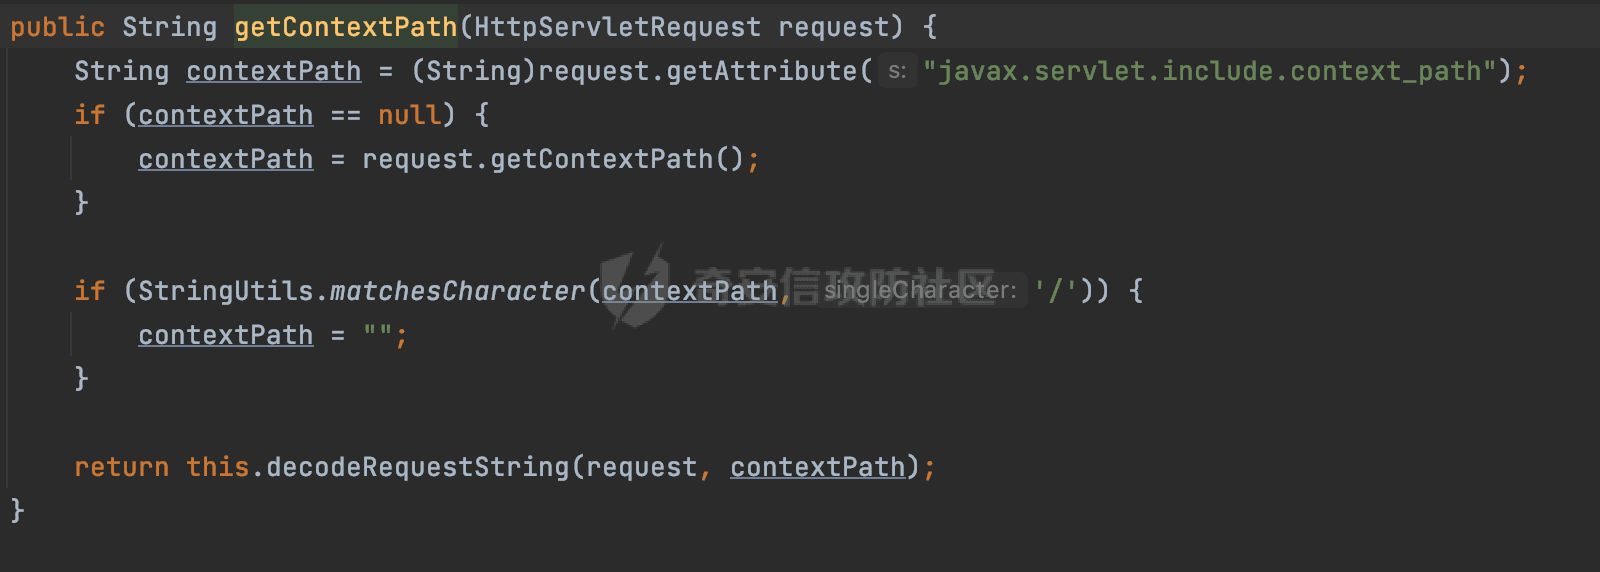 public String getContextPath(HttpServletRequest request) {
String contextPath = (String)request.getAttribute( s: "javax.servlet.include.context_path");
if (contextPath == null) {
contextPath = request.getContextPath();
}
if (StringUtils.matchesCharacter(contextPath, singleCharacter: '/')) {
contextPath = "";
}
return this.decodeRequestString(request, contextPath);
}
奇安信攻防社区